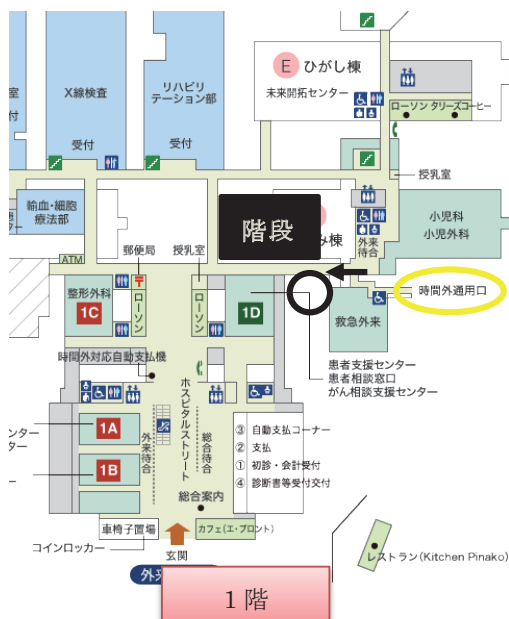 E ひがし棟
未来開拓センター
X線検査
リハビリ
テーション部
室
付
受付
受付
ローソン タリーズコーヒー
授乳室
輸血・細胞
療法部
階段
み棟
外来待合
小児科
小児外科
ATM
郵便局
授乳室
時間外通用口
整形外科
1C
ローソン
ローソン
1D
救急外来
時間外対応自動支払機
患者支援センター
患者相談窓口
がん相談支援センター
ホスピタルストリート
1A
外来待合
総合待合
③ 自動支払コーナー
② 支払
① 初診・会計受付
④ 診断書等受付交付
ンター
ター
1B
総合案内
車椅子置場
カフェ(エ・プロント)
コインロッカー
玄関
レストラン(Kitchen Pinako)
外来
1階